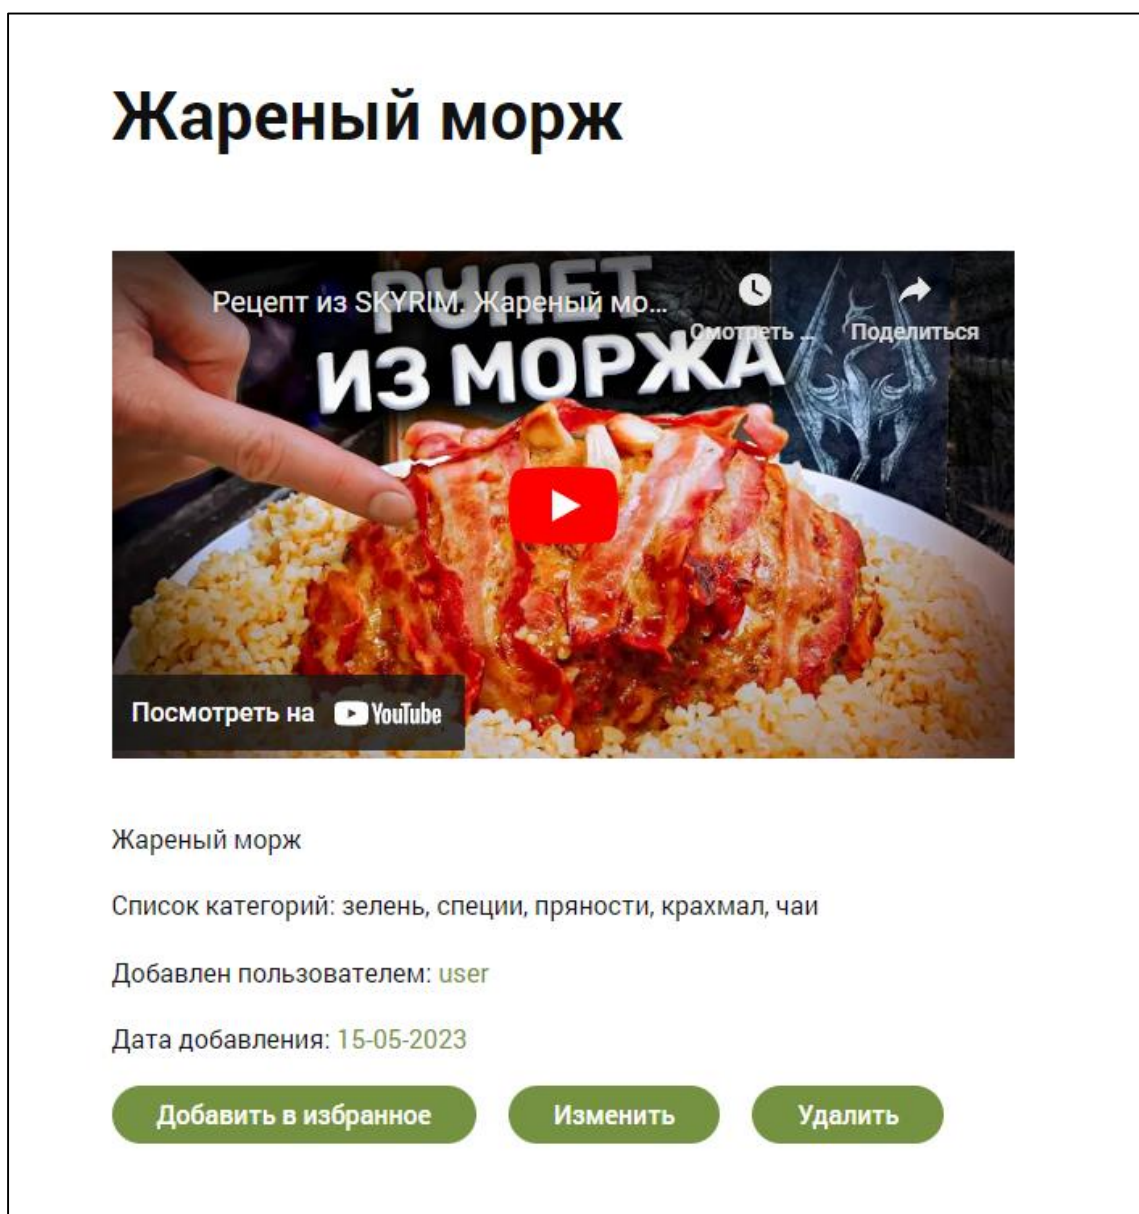 Жареный морж
РУЛЕТ
Рецепт из SKYRIM. Жареный мо...
Смотреть ...
Поделиться
ИЗ МОРЖА
Посмотреть на YouTube
Жареный морж
Список категорий: зелень, специи, пряности, крахмал, чаи
Добавлен пользователем: user
Дата добавления: 15-05-2023
Добавить в избранное
Изменить
Удалить